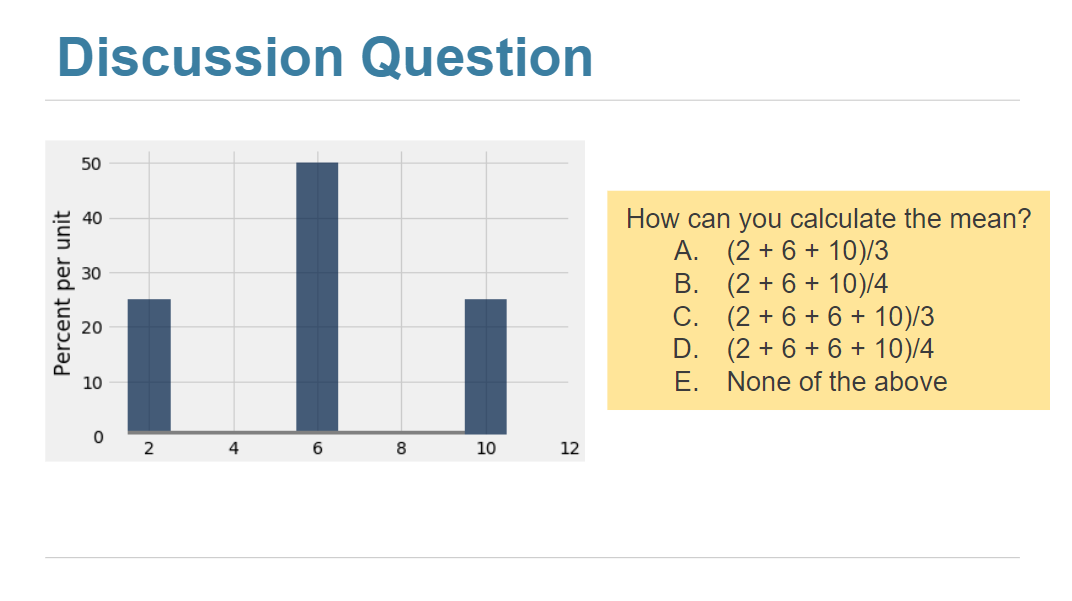 Discussion Question
50
40
30
20
10
0
Percent per unit
2 4 6 8 10 12
How can you calculate the mean?
A. (2 + 6 + 10)/3
B. (2 + 6 + 10)/4
C. (2 + 6 + 6 + 10)/3
D. (2 + 6 + 6 + 10)/4
E. None of the above